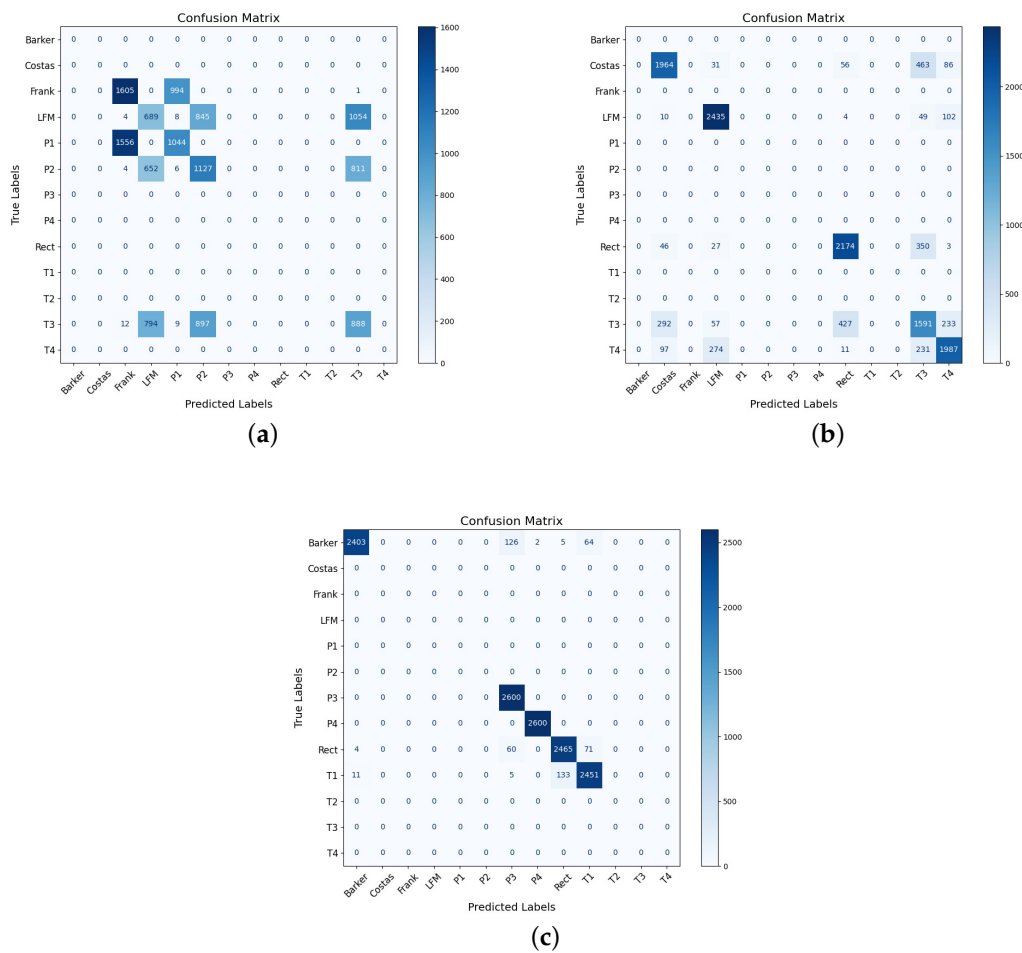 Confusion Matrix
True Labels
Barker 0 0 0 0 0 0 0 0 0 0 0 0 0
Costas 0 0 0 0 0 0 0 0 0 0 0 0 0
Frank 0 0 1605 0 994 0 0 0 0 0 0 1 0
LFM 0 0 4 689 8 845 0 0 0 0 0 1054 0
P1 0 0 1556 0 1044 0 0 0 0 0 0 0 0
P2 0 0 4 652 6 1127 0 0 0 0 0 811 0
P3 0 0 0 0 0 0 0 0 0 0 0 0 0
P4 0 0 0 0 0 0 0 0 0 0 0 0 0
Rect 0 0 0 0 0 0 0 0 0 0 0 0 0
T1 0 0 0 0 0 0 0 0 0 0 0 0 0
T2 0 0 0 0 0 0 0 0 0 0 0 0 0
T3 0 0 12 794 9 897 0 0 0 0 0 888 0
T4 0 0 0 0 0 0 0 0 0 0 0 0 0
Barker Costas Frank LFM P1 P2 P3 P4 Rect T1 T2 T3 T4
Predicted Labels
1600
1400
1200
1000
800
600
400
200
0
(a)
Confusion Matrix
True Labels
Barker 0 0 0 0 0 0 0 0 0 0 0 0 0
Costas 0 1964 0 31 0 0 0 0 56 0 0 463 86
Frank 0 0 0 0 0 0 0 0 0 0 0 0 0
LFM 0 10 0 2435 0 0 0 0 4 0 0 49 102
P1 0 0 0 0 0 0 0 0 0 0 0 0 0
P2 0 0 0 0 0 0 0 0 0 0 0 0 0
P3 0 0 0 0 0 0 0 0 0 0 0 0 0
P4 0 0 0 0 0 0 0 0 0 0 0 0 0
Rect 0 46 0 27 0 0 0 0 2174 0 0 350 3
T1 0 0 0 0 0 0 0 0 0 0 0 0 0
T2 0 0 0 0 0 0 0 0 0 0 0 0 0
T3 0 292 0 57 0 0 0 0 427 0 0 1591 233
T4 0 97 0 274 0 0 0 0 11 0 0 231 1987
Barker Costas Frank LFM P1 P2 P3 P4 Rect T1 T2 T3 T4
Predicted Labels
2000
1500
1000
500
0
(b)
Confusion Matrix
True Labels
Barker 2403 0 0 0 0 0 126 2 5 64 0 0 0
Costas 0 0 0 0 0 0 0 0 0 0 0 0 0
Frank 0 0 0 0 0 0 0 0 0 0 0 0 0
LFM 0 0 0 0 0 0 0 0 0 0 0 0 0
P1 0 0 0 0 0 0 0 0 0 0 0 0 0
P2 0 0 0 0 0 0 0 0 0 0 0 0 0
P3 0 0 0 0 0 0 2600 0 0 0 0 0 0
P4 0 0 0 0 0 0 0 2600 0 0 0 0 0
Rect 4 0 0 0 0 0 60 0 2465 71 0 0 0
T1 11 0 0 0 0 0 5 0 133 2451 0 0 0
T2 0 0 0 0 0 0 0 0 0 0 0 0 0
T3 0 0 0 0 0 0 0 0 0 0 0 0 0
T4 0 0 0 0 0 0 0 0 0 0 0 0 0
Barker Costas Frank LFM P1 P2 P3 P4 Rect T1 T2 T3 T4
Predicted Labels
2500
2000
1500
1000
500
0
(c)